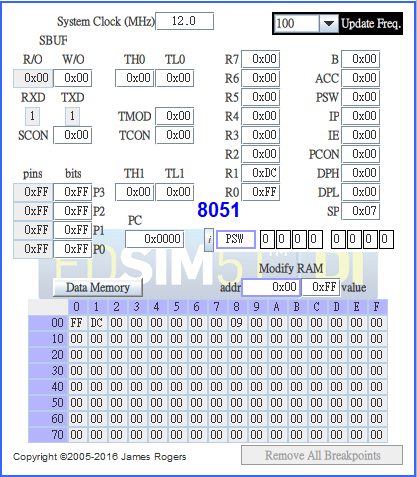 System Clock (MHz) 12.0 100 Update Freq.
SBUF
R/O W/O TH0 TL0 R7 0x00 B 0x00
0x00 0x00 0x00 0x00 R6 0x00 ACC 0x00
RXD TXD R5 0x00 PSW 0x00
1 1 TMOD 0x00 R4 0x00 IP 0x00
SCON 0x00 TCON 0x00 R3 0x00 IE 0x00
R2 0x00 PCON 0x00
pins bits TH1 TL1 R1 0xDC DPH 0x00
0xFF 0xFF P3 0x00 0x00 R0 0xFF DPL 0x00
0xFF 0xFF P2 8051 SP 0x07
0xFF 0xFF P1 PC
0xFF 0xFF P0 0x0000 i PSW 0 0 0 0 0 0 0 0
EDSIM51DI
Modify RAM
Data Memory addr 0x00 0xFF value
0 1 2 3 4 5 6 7 8 9 A B C D E F
00 FF DC 00 00 00 00 00 00 09 00 00 00 00 00 00 00
10 00 00 00 00 00 00 00 00 00 00 00 00 00 00 00 00
20 00 00 00 00 00 00 00 00 00 00 00 00 00 00 00 00
30 00 00 00 00 00 00 00 00 00 00 00 00 00 00 00 00
40 00 00 00 00 00 00 00 00 00 00 00 00 00 00 00 00
50 00 00 00 00 00 00 00 00 00 00 00 00 00 00 00 00
60 00 00 00 00 00 00 00 00 00 00 00 00 00 00 00 00
70 00 00 00 00 00 00 00 00 00 00 00 00 00 00 00 00
Copyright ©2005-2016 James Rogers Remove All Breakpoints